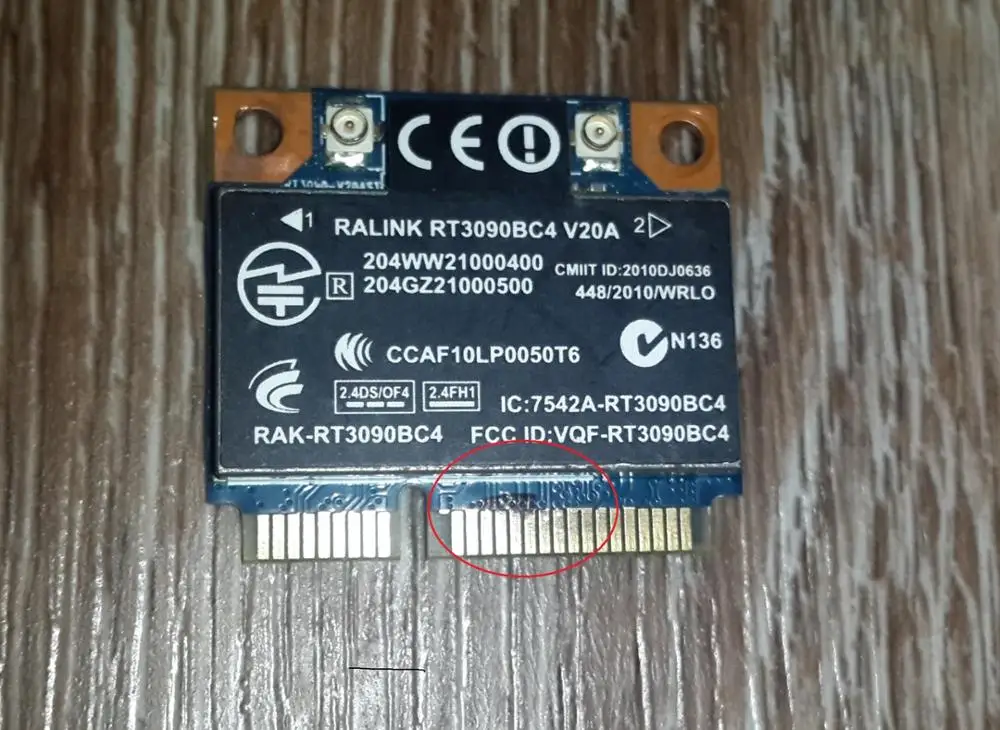 CE
1 RALINK RT3090BC4 V20A 2
204WW21000400
204GZ21000500
CMIIT ID:2010DJ0636
448/2010/WRLO
R
N136
CCAF10LP0050T6
2.4DS/OF4 2.4FH1
IC:7542A-RT3090BC4
RAK-RT3090BC4 FCC ID:VQF-RT3090BC4